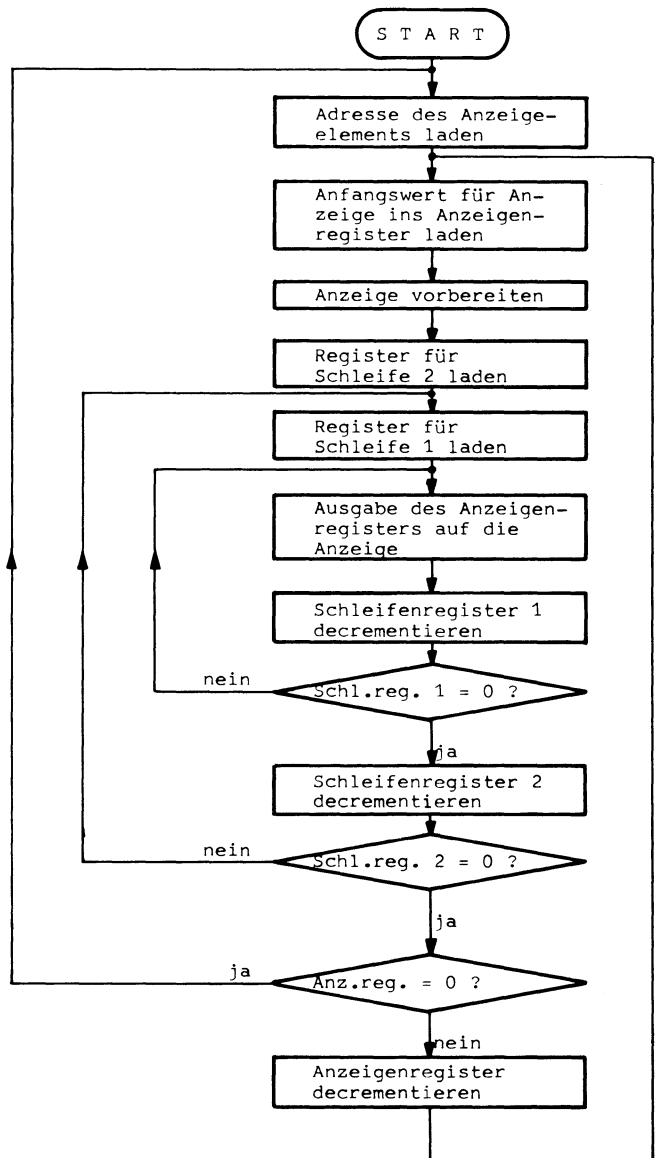 S T A R T
Adresse des Anzeige-
elements laden
Anfangswert für An-
zeige ins Anzeigen-
register laden
Anzeige vorbereiten
Register für
Schleife 2 laden
Register für
Schleife 1 laden
Ausgabe des Anzeigen-
registers auf die
Anzeige
Schleifenregister 1
decrementieren
nein
Schl.reg. 1 = 0 ?
ja
Schleifenregister 2
decrementieren
nein
Schl.reg. 2 = 0 ?
ja
ja
Anz.reg. = 0 ?
nein
Anzeigenregister
decrementieren